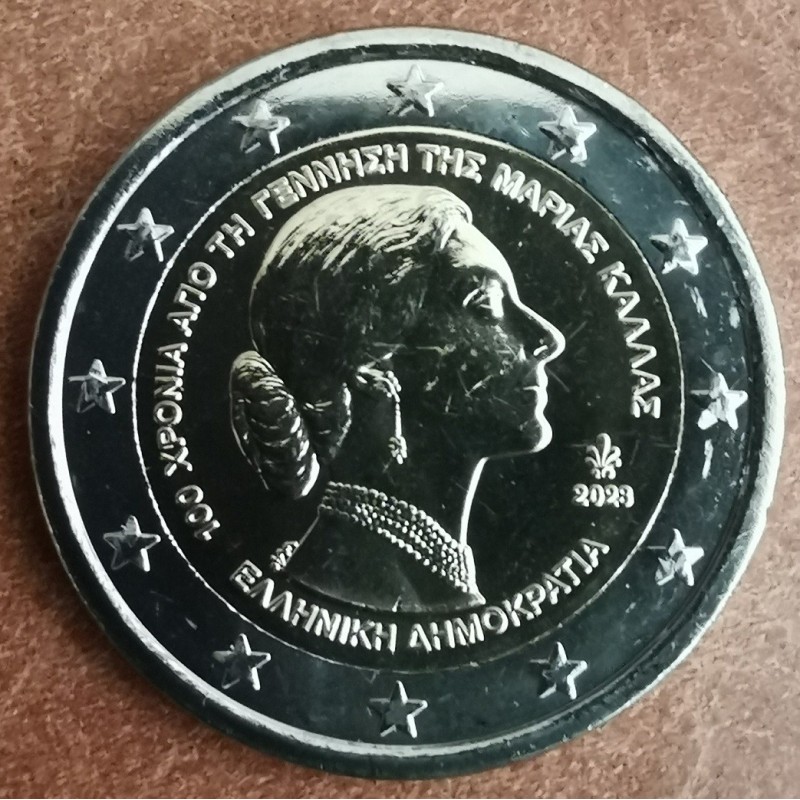 100 ΧΡΟΝΙΑ ΑΠΟ ΤΗ ΓΕΝΝΗΣΗ ΤΗΣ ΜΑΡΙΑΣ ΚΑΛΛΑΣ
2023
ΕΛΛΗΝΙΚΗ ΔΗΜΟΚΡΑΤΙΑ